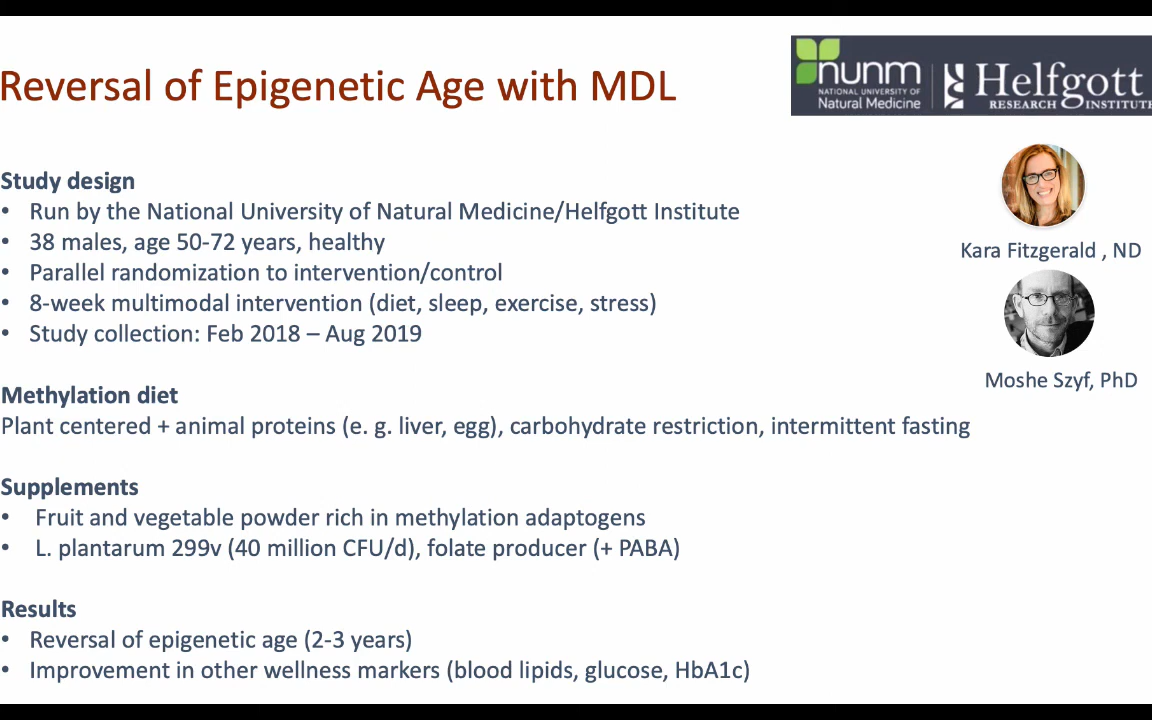 Reversal of Epigenetic Age with MDL
nunm
NATIONAL UNIVERSITY OF
Natural Medicine
Helfgott
RESEARCH INSTITUTE
Study design
• Run by the National University of Natural Medicine/Helfgott Institute
• 38 males, age 50-72 years, healthy
• Parallel randomization to intervention/control
• 8-week multimodal intervention (diet, sleep, exercise, stress)
• Study collection: Feb 2018 – Aug 2019
Kara Fitzgerald , ND
Moshe Szyf, PhD
Methylation diet
Plant centered + animal proteins (e. g. liver, egg), carbohydrate restriction, intermittent fasting
Supplements
• Fruit and vegetable powder rich in methylation adaptogens
• L. plantarum 299v (40 million CFU/d), folate producer (+ PABA)
Results
• Reversal of epigenetic age (2-3 years)
• Improvement in other wellness markers (blood lipids, glucose, HbA1c)